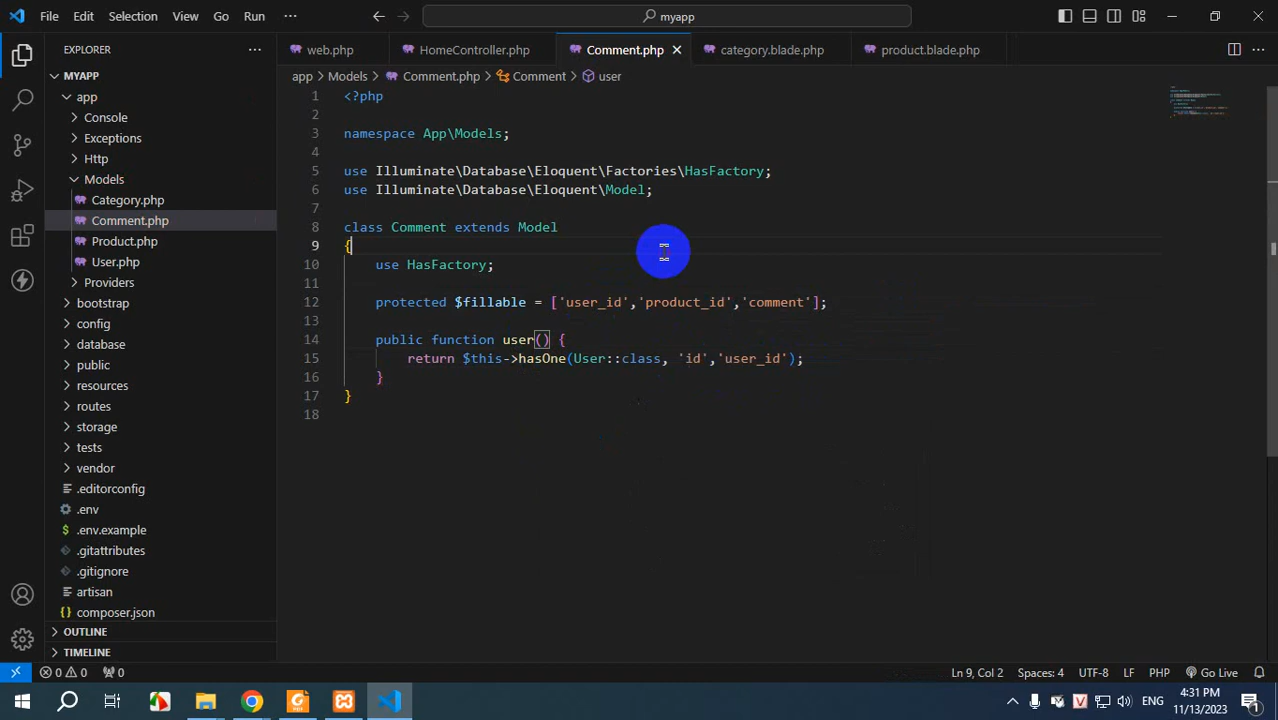 File Edit Selection View Go Run ··· myapp
EXPLORER ···
web.php HomeController.php Comment.php category.blade.php product.blade.php ···
MYAPP
app
Console
Exceptions
Http
Models
Category.php
Comment.php
Product.php
User.php
Providers
bootstrap
config
database
public
resources
routes
storage
tests
vendor
.editorconfig
.env
$ .env.example
.gitattributes
.gitignore
artisan
{} composer.json
OUTLINE
TIMELINE
app > Models > Comment.php > Comment > user
1 <?php
2
3 namespace App\Models;
4
5 use Illuminate\Database\Eloquent\Factories\HasFactory;
6 use Illuminate\Database\Eloquent\Model;
7
8 class Comment extends Model
9 {
10 use HasFactory;
11
12 protected $fillable = ['user_id','product_id','comment'];
13
14 public function user() {
15 return $this->hasOne(User::class, 'id','user_id');
16 }
17 }
18
0 0 0 Ln 9, Col 2 Spaces: 4 UTF-8 LF PHP Go Live
ENG 4:31 PM
11/13/2023 1